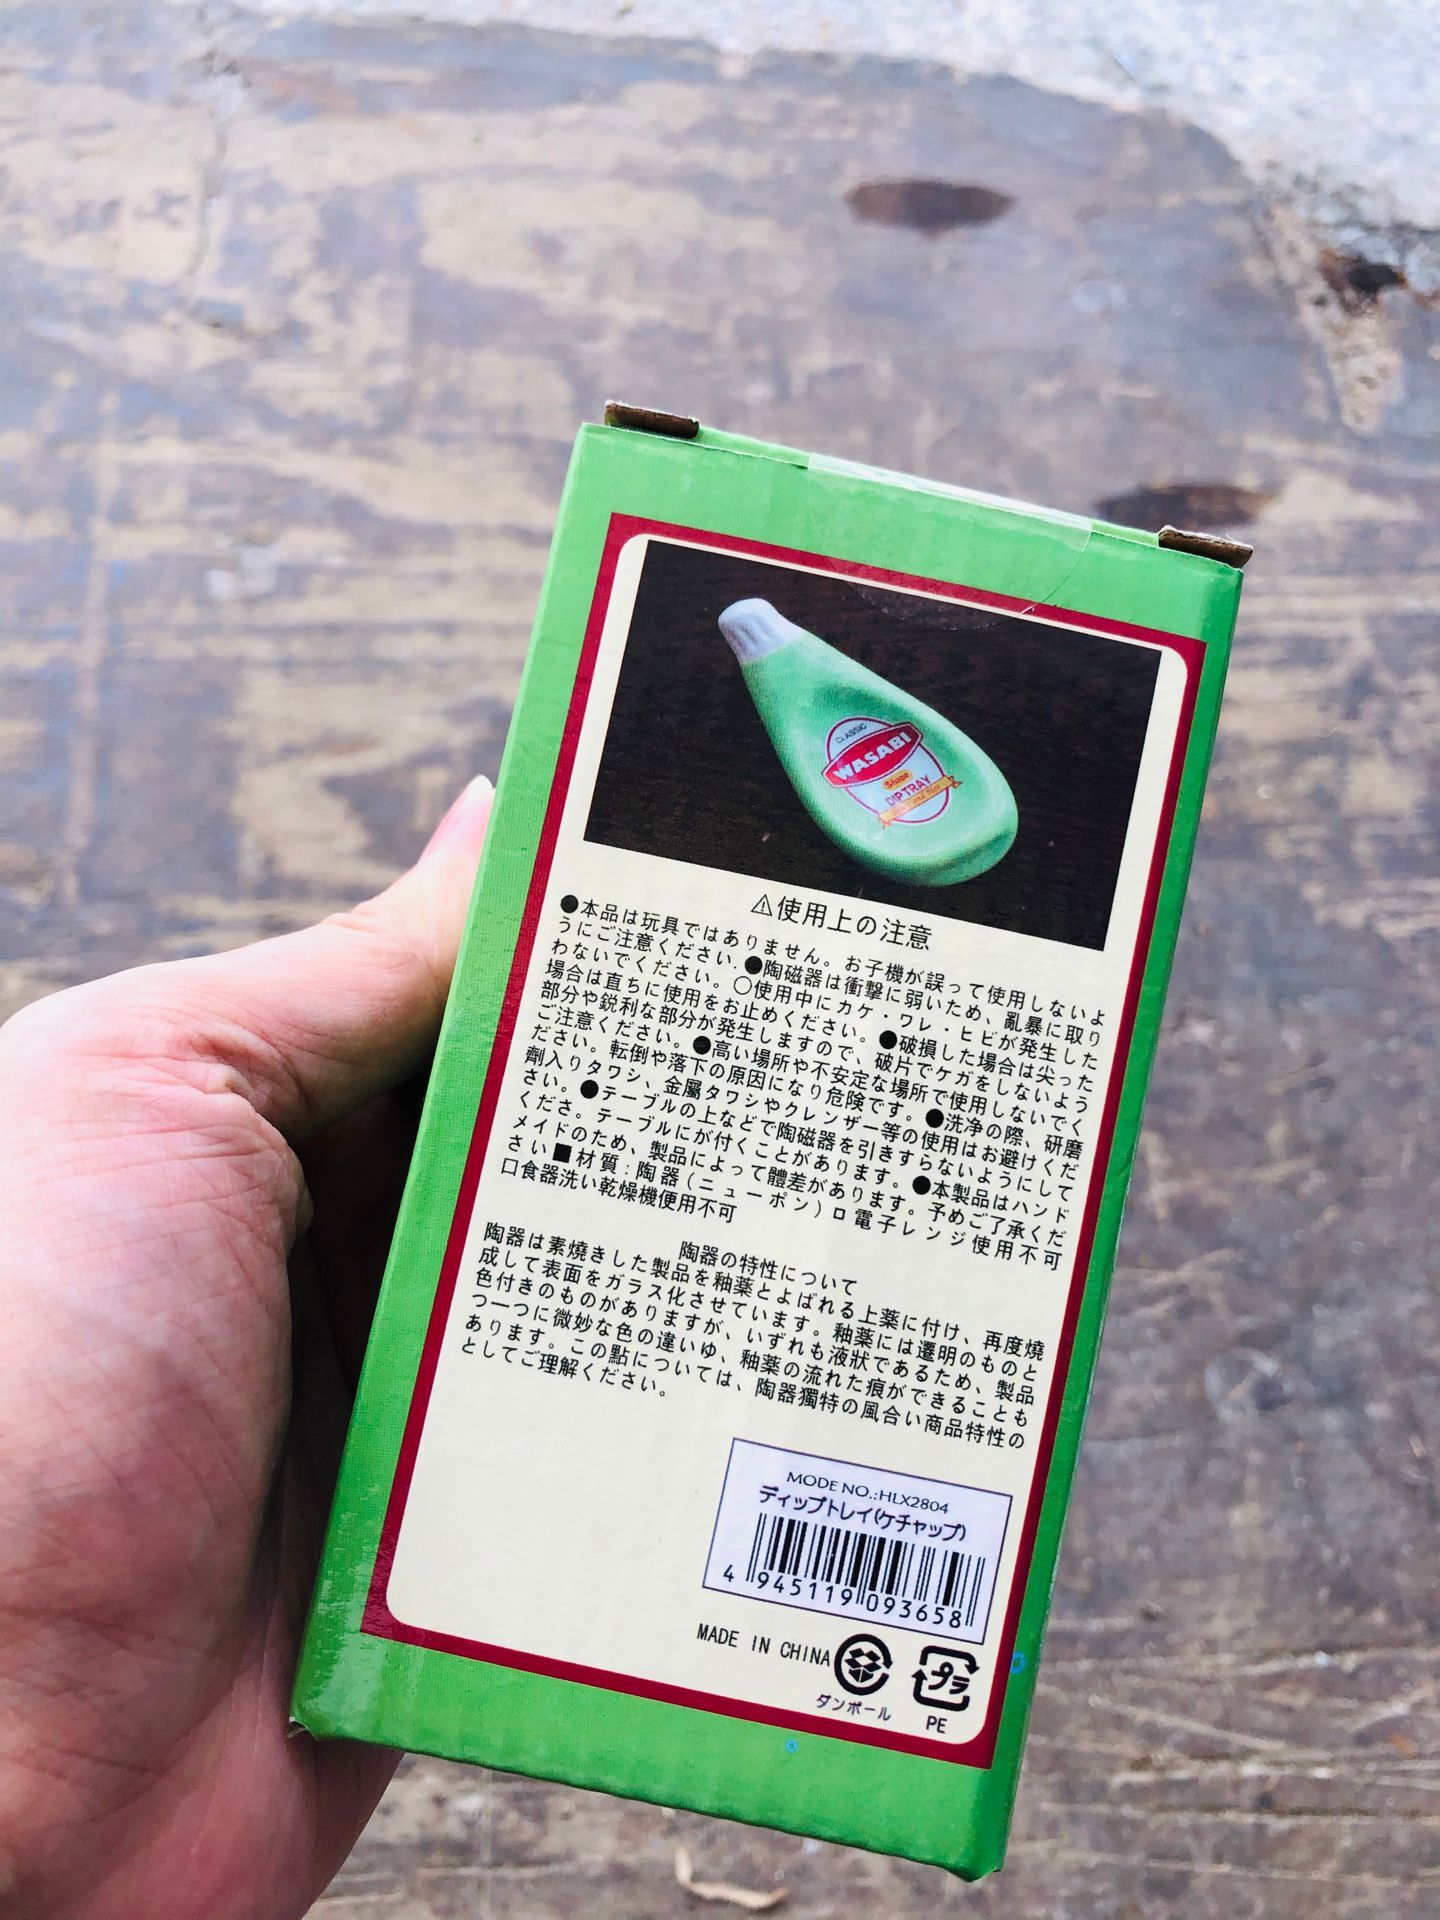 CLASSIC
WASABI
Shape
DIP TRAY
⚠使用上の注意
●本品は玩具ではありません。お子機が誤って使用しないよ
うにご注意ください.●陶磁器は衝撃に弱いため、亂暴に取り
わないでください。○使用中にカケ・ワレ・ヒビが発生した
場合は直ちに使用をお止めください。●破損した場合は尖った
部分や鋭利な部分が発生しますので、破片でケガをしないよう
ご注意ください。●高い場所や不安定な場所で使用しないでく
ださい。転倒や落下の原因になり危険です。●洗浄の際、研磨
劑入りタワシ、金屬タワシやクレンザー等の使用はお避けくだ
さい。●テーブルの上などで陶磁器を引きずらないようにして
くださ。テーブルにが付くことがあります。●本製品はハンド
メイドのため、製品によって體差があります。予めご了承くだ
さい■材質:陶器(ニューポン)ロ電子レンジ使用不可
口食器洗い乾燥機便用不可
陶器の特性について
陶器は素燒きした製品を釉薬とよばれる上薬に付け、再度燒
成して表面をガラス化させています。釉薬には遷明のものと
色付きのものがありますが、いずれも液狀であるため、製品
つ一つに微妙な色の違いゆ、釉薬の流れた痕ができることも
あります。この點については、陶器獨特の風合い商品特性の
としてご理解ください。
MODE NO.:HLX2804
ディップトレイ(ケチャップ)
4 945119 093658
MADE IN CHINA
ダンボール
プラ
PE